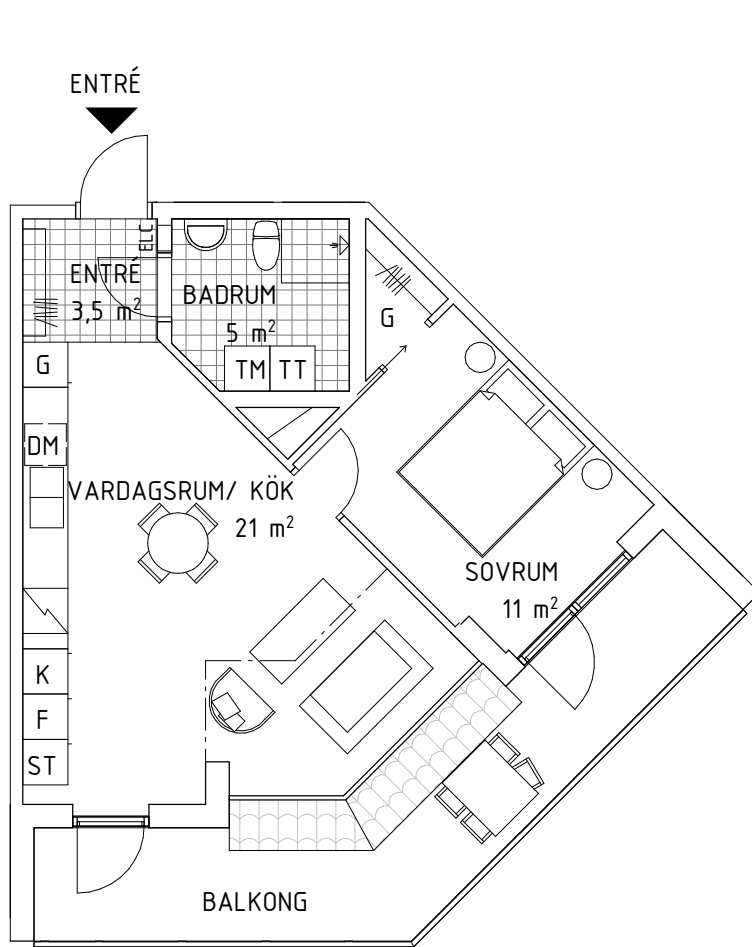 ENTRÉ
ELC
ENTRÉ
3,5 m²
BADRUM
5 m²
G
G
TM TT
DM
VARDAGSRUM/ KÖK
21 m²
SOVRUM
11 m²
K
F
ST
BALKONG